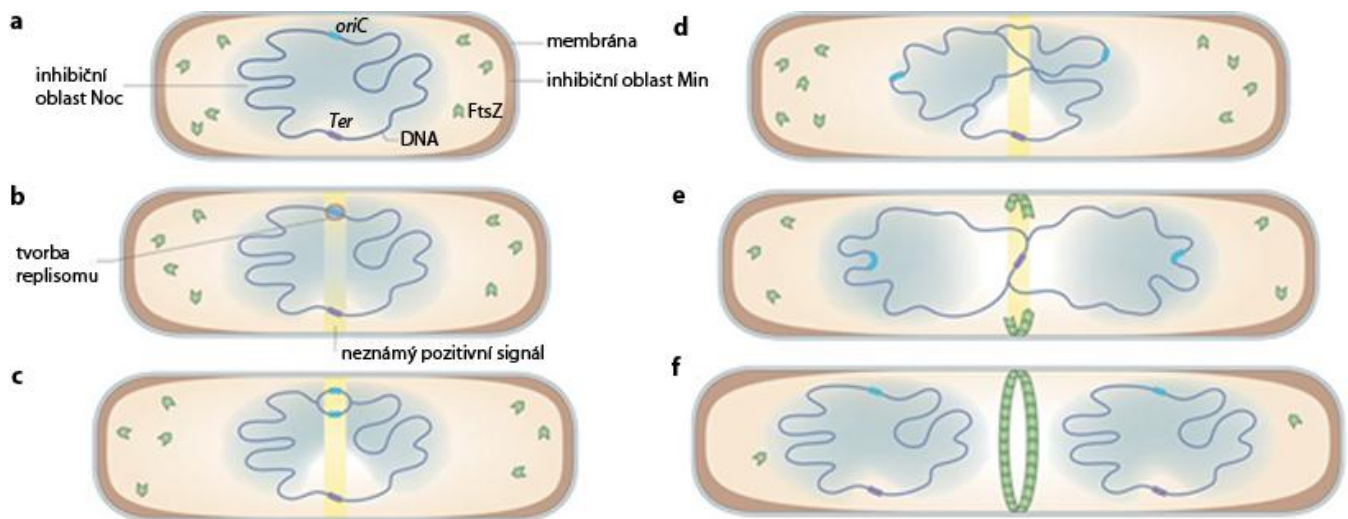 a
oriC
membrána
inhibiční
oblast Noc
inhibiční oblast Min
FtsZ
Ter
DNA
b
tvorba
replisomu
neznámý pozitivní signál
c
d
e
f